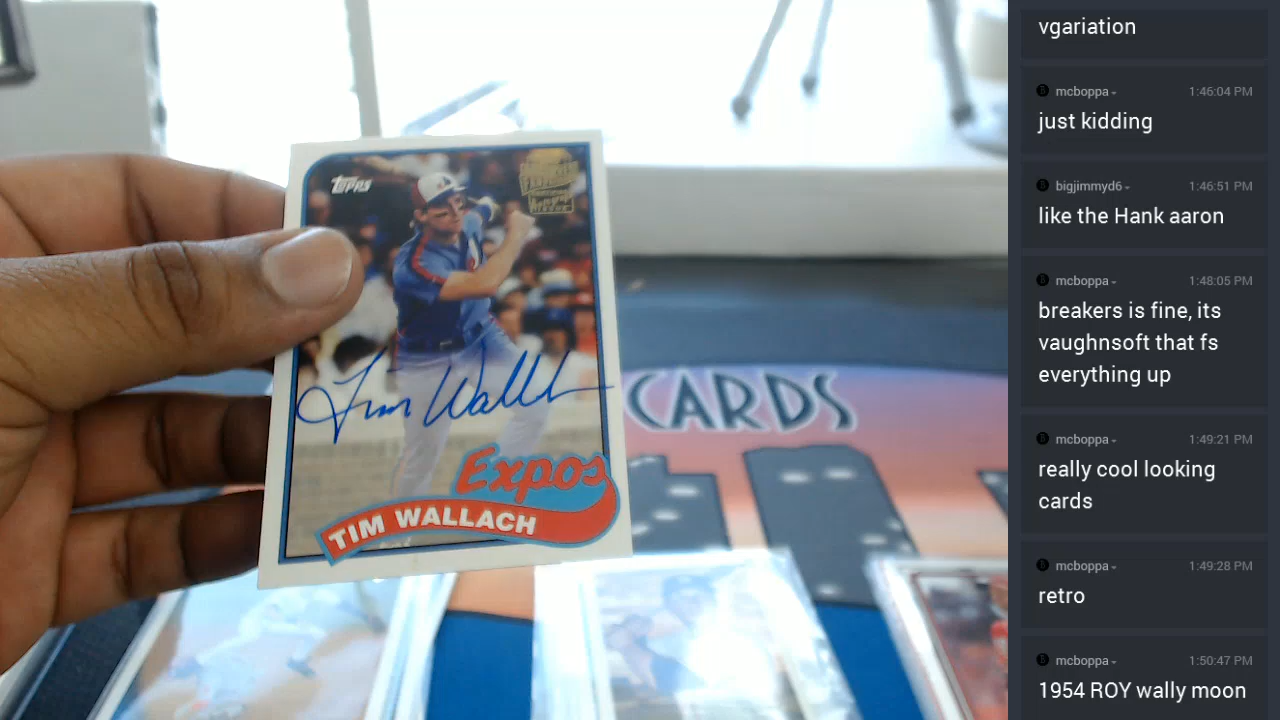 TOPPS
Tim Wallach
Expos
TIM WALLACH
CARDS
vgariation
mcboppa
1:46:04 PM
just kidding
bigjimmyd6
1:46:51 PM
like the Hank aaron
mcboppa
1:48:05 PM
breakers is fine, its
vaughnsoft that fs
everything up
mcboppa
1:49:21 PM
really cool looking
cards
mcboppa
1:49:28 PM
retro
mcboppa
1:50:47 PM
1954 ROY wally moon